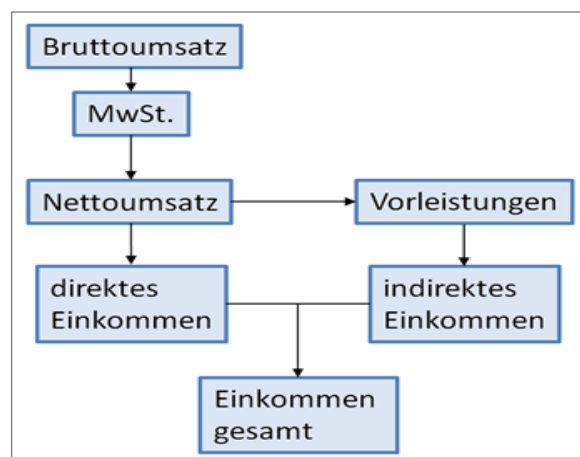 Bruttoumsatz
MwSt.
Nettoumsatz
Vorleistungen
direktes
Einkommen
indirektes
Einkommen
Einkommen
gesamt